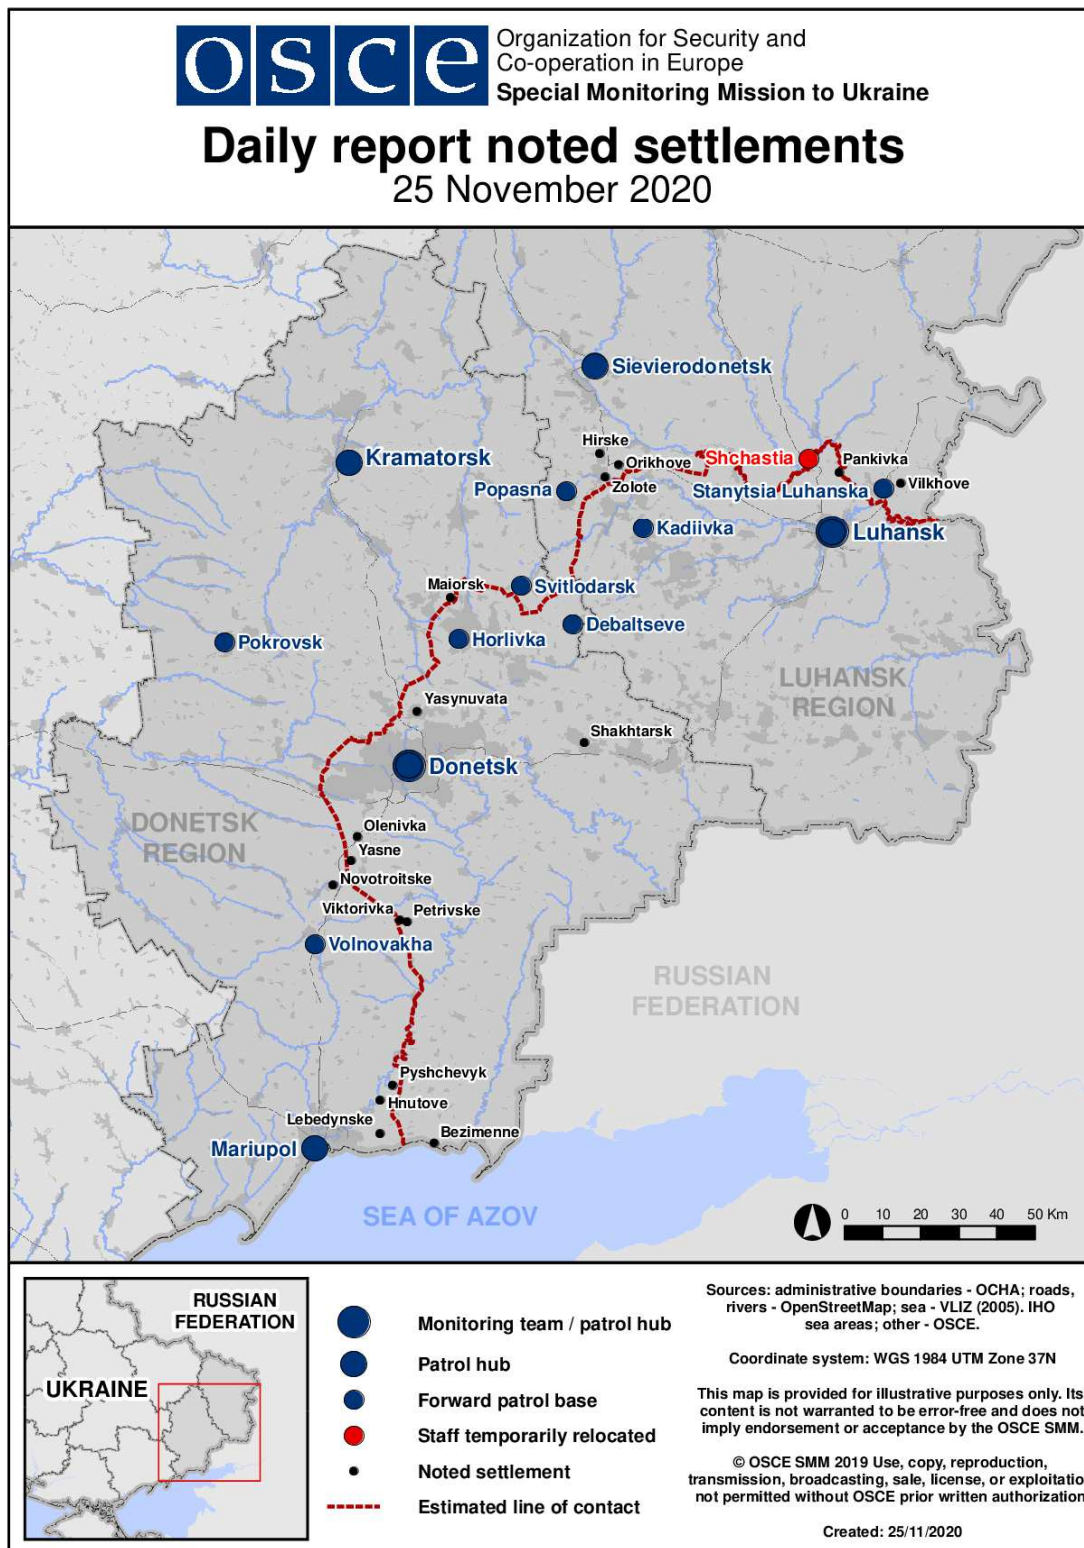 osce
Organization for Security and
Co-operation in Europe
Special Monitoring Mission to Ukraine
Daily report noted settlements
25 November 2020
Sievierodonetsk
Hirske
Kramatorsk
Orikhove
Shchastia
Pankivka
Popasna
Zolote
Stanytsia Luhanska
Vilkhove
Kadiivka
Luhansk
Maiorsk
Svitlodarsk
Debaltseve
Pokrovsk
Horlivka
LUHANSK
REGION
Yasynuvata
Shakhtarsk
Donetsk
DONETSK
REGION
Olenivka
Yasne
Novotroitske
Viktorivka
Petrivske
Volnovakha
RUSSIAN
FEDERATION
Pyshchevyk
Hnutove
Lebedynske
Bezimenne
Mariupol
SEA OF AZOV
0 10 20 30 40 50 Km
RUSSIAN
FEDERATION
UKRAINE
Monitoring team / patrol hub
Patrol hub
Forward patrol base
Staff temporarily relocated
Noted settlement
Estimated line of contact
Sources: administrative boundaries - OCHA; roads,
rivers - OpenStreetMap; sea - VLIZ (2005). IHO
sea areas; other - OSCE.
Coordinate system: WGS 1984 UTM Zone 37N
This map is provided for illustrative purposes only. Its
content is not warranted to be error-free and does not
imply endorsement or acceptance by the OSCE SMM.
© OSCE SMM 2019 Use, copy, reproduction,
transmission, broadcasting, sale, license, or exploitatio
not permitted without OSCE prior written authorization
Created: 25/11/2020